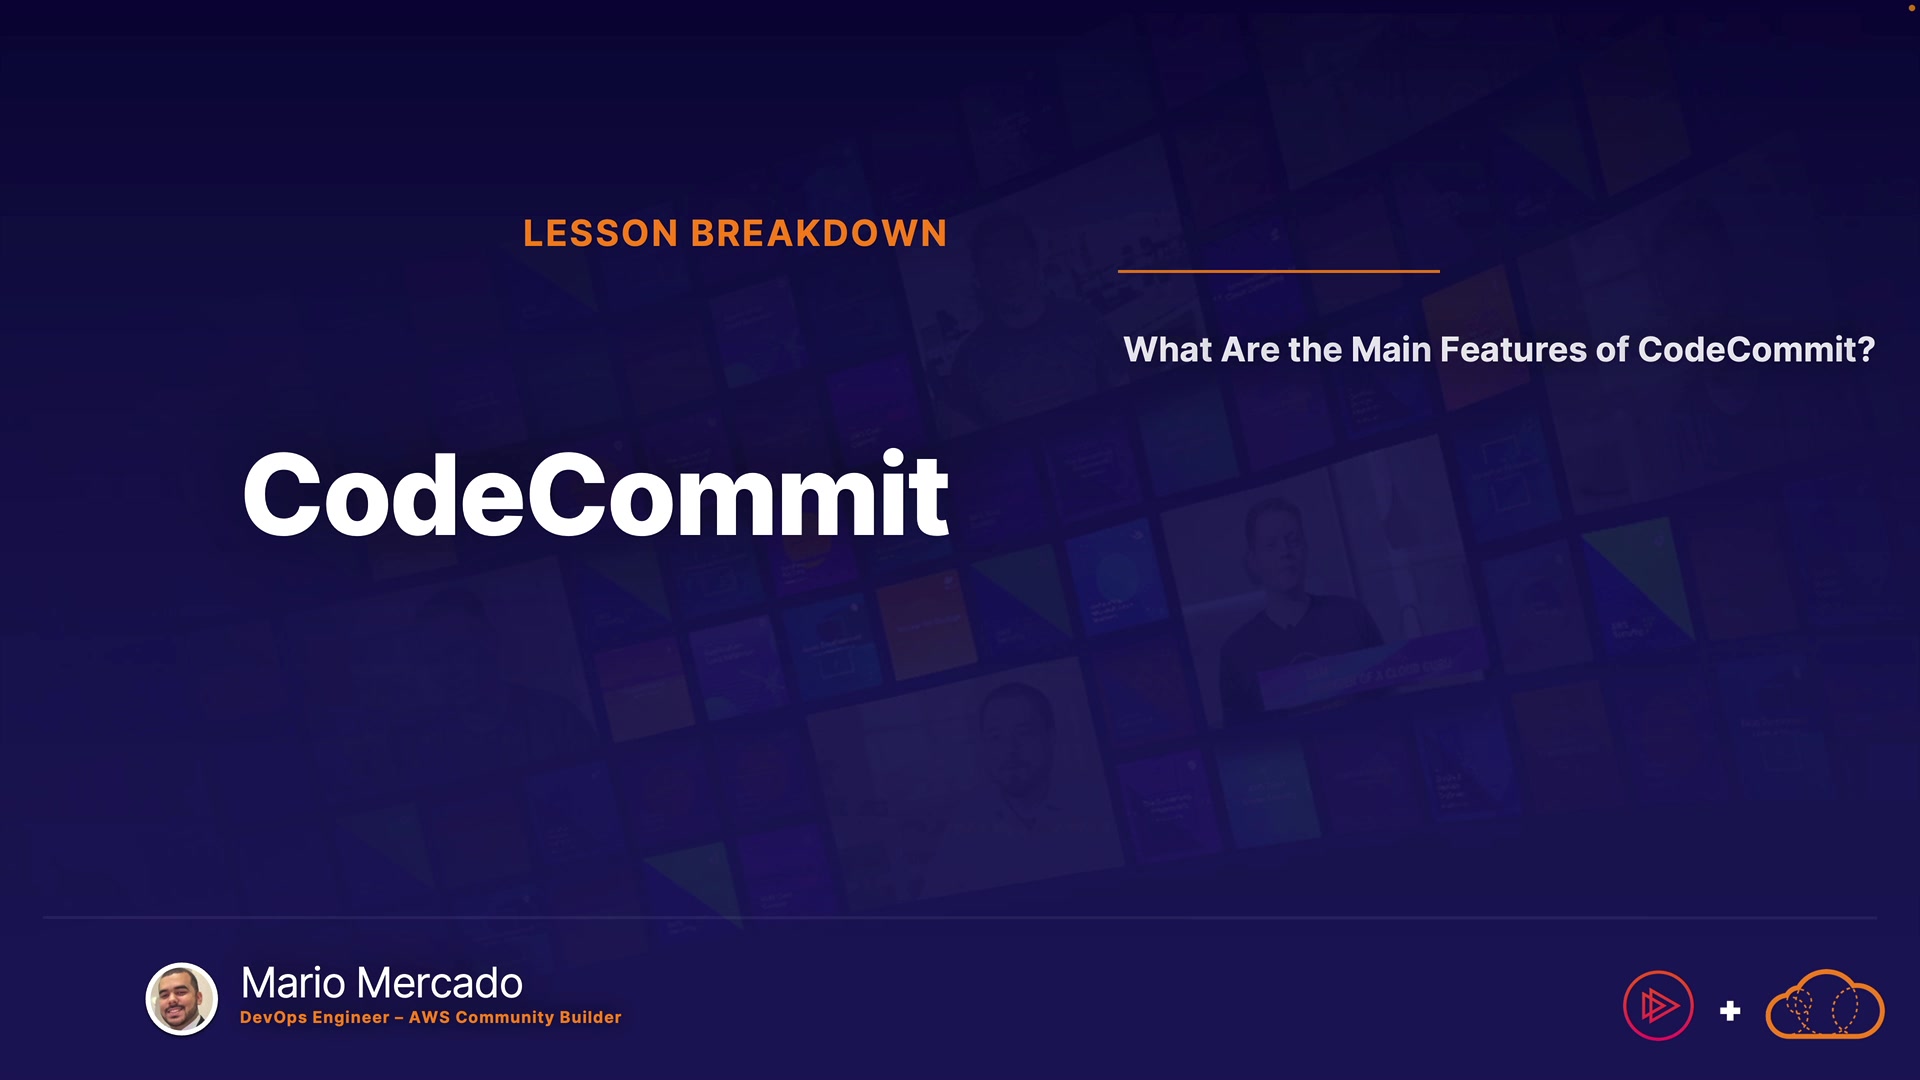 LESSON BREAKDOWN
CodeCommit
What Are the Main Features of CodeCommit?
Mario Mercado
DevOps Engineer – AWS Community Builder